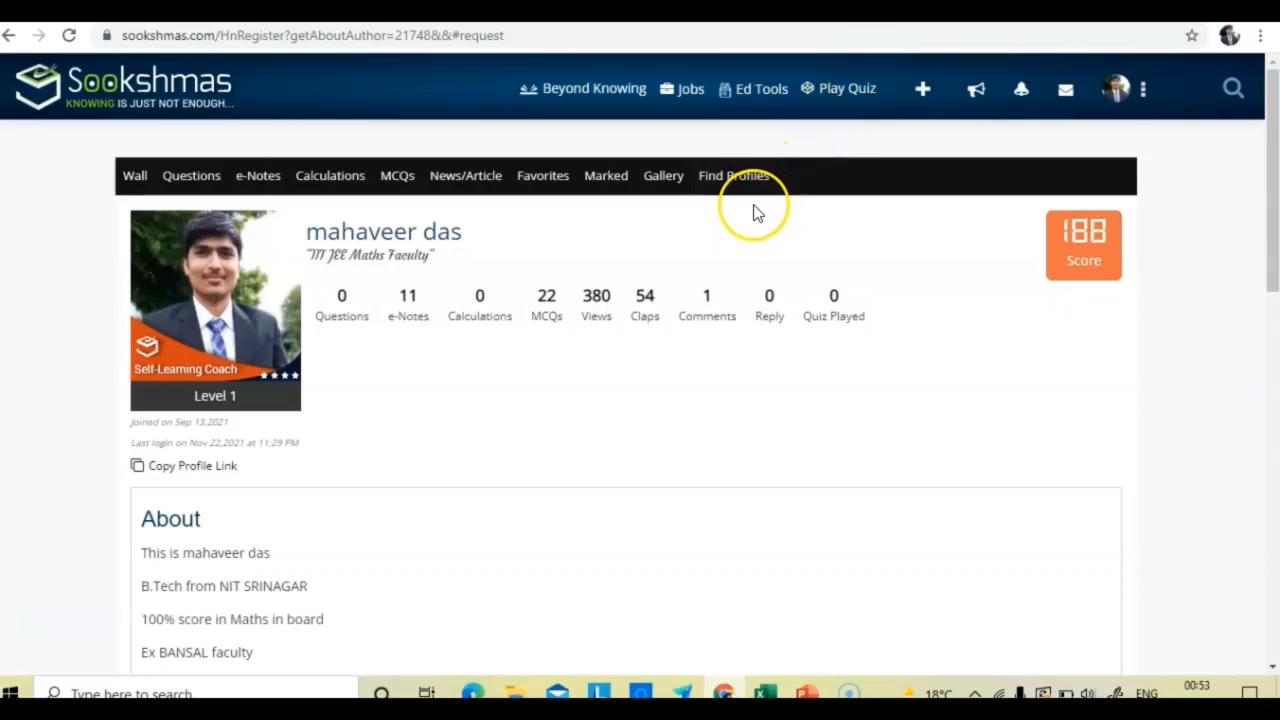 sookshmas.com/HnRegister?getAboutAuthor=21748&&#request
Sookshmas
KNOWING IS JUST NOT ENOUGH...
Beyond Knowing Jobs Ed Tools Play Quiz
Wall Questions e-Notes Calculations MCQs News/Article Favorites Marked Gallery Find Profiles
mahaveer das
"IIT JEE Maths Faculty"
188
Score
0 11 0 22 380 54 1 0 0
Questions e-Notes Calculations MCQs Views Claps Comments Reply Quiz Played
Self-Learning Coach
Level 1
Joined on Sep 13,2021
Last login on Nov 22,2021 at 11:29 PM
Copy Profile Link
About
This is mahaveer das
B.Tech from NIT SRINAGAR
100% score in Maths in board
Ex BANSAL faculty
Type here to search
18°C
ENG
00:53